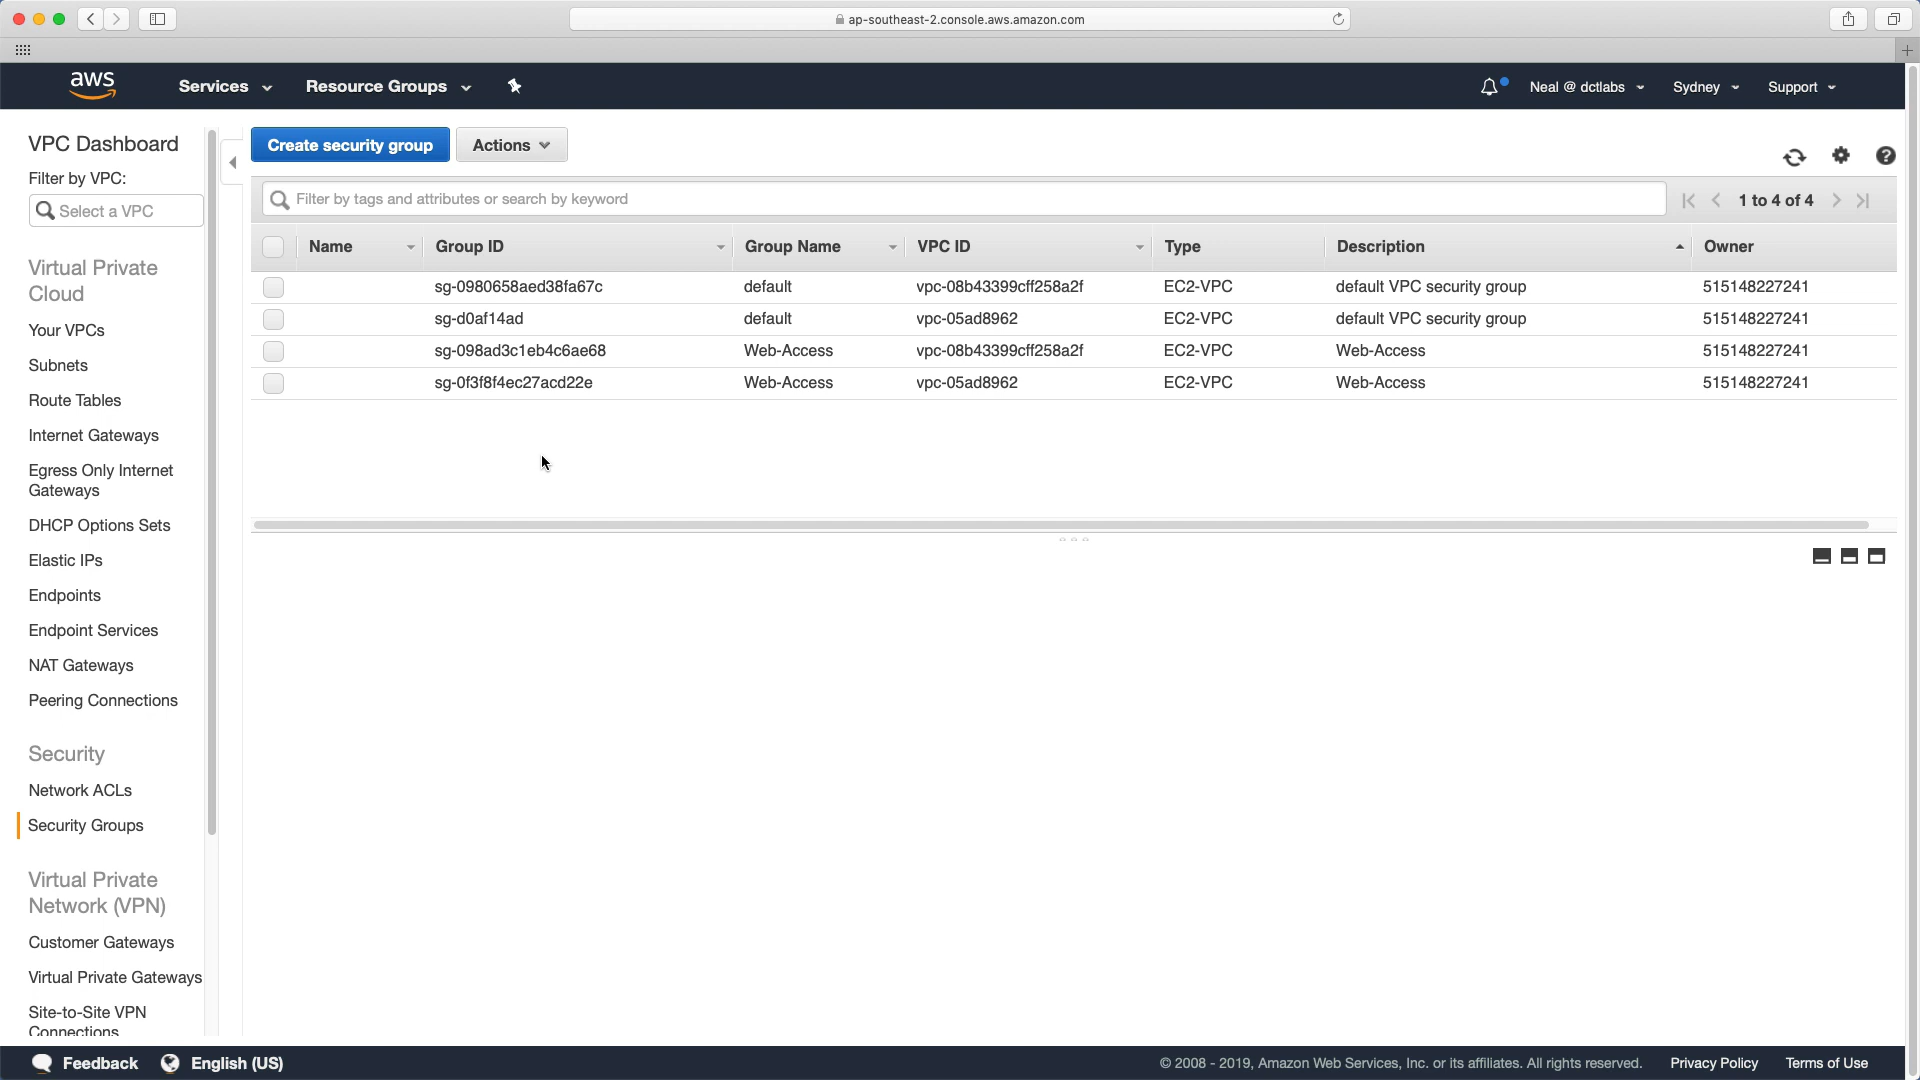 ap-southeast-2.console.aws.amazon.com
aws
Services
Resource Groups
Neal @ dctlabs
Sydney
Support
VPC Dashboard
Filter by VPC:
Select a VPC
Virtual Private
Cloud
Your VPCs
Subnets
Route Tables
Internet Gateways
Egress Only Internet
Gateways
DHCP Options Sets
Elastic IPs
Endpoints
Endpoint Services
NAT Gateways
Peering Connections
Security
Network ACLs
Security Groups
Virtual Private
Network (VPN)
Customer Gateways
Virtual Private Gateways
Site-to-Site VPN
Connections
Create security group
Actions
Filter by tags and attributes or search by keyword
1 to 4 of 4
Name Group ID Group Name VPC ID Type Description Owner
sg-0980658aed38fa67c default vpc-08b43399cff258a2f EC2-VPC default VPC security group 515148227241
sg-d0af14ad default vpc-05ad8962 EC2-VPC default VPC security group 515148227241
sg-098ad3c1eb4c6ae68 Web-Access vpc-08b43399cff258a2f EC2-VPC Web-Access 515148227241
sg-0f3f8f4ec27acd22e Web-Access vpc-05ad8962 EC2-VPC Web-Access 515148227241
Feedback
English (US)
© 2008 - 2019, Amazon Web Services, Inc. or its affiliates. All rights reserved.
Privacy Policy
Terms of Use